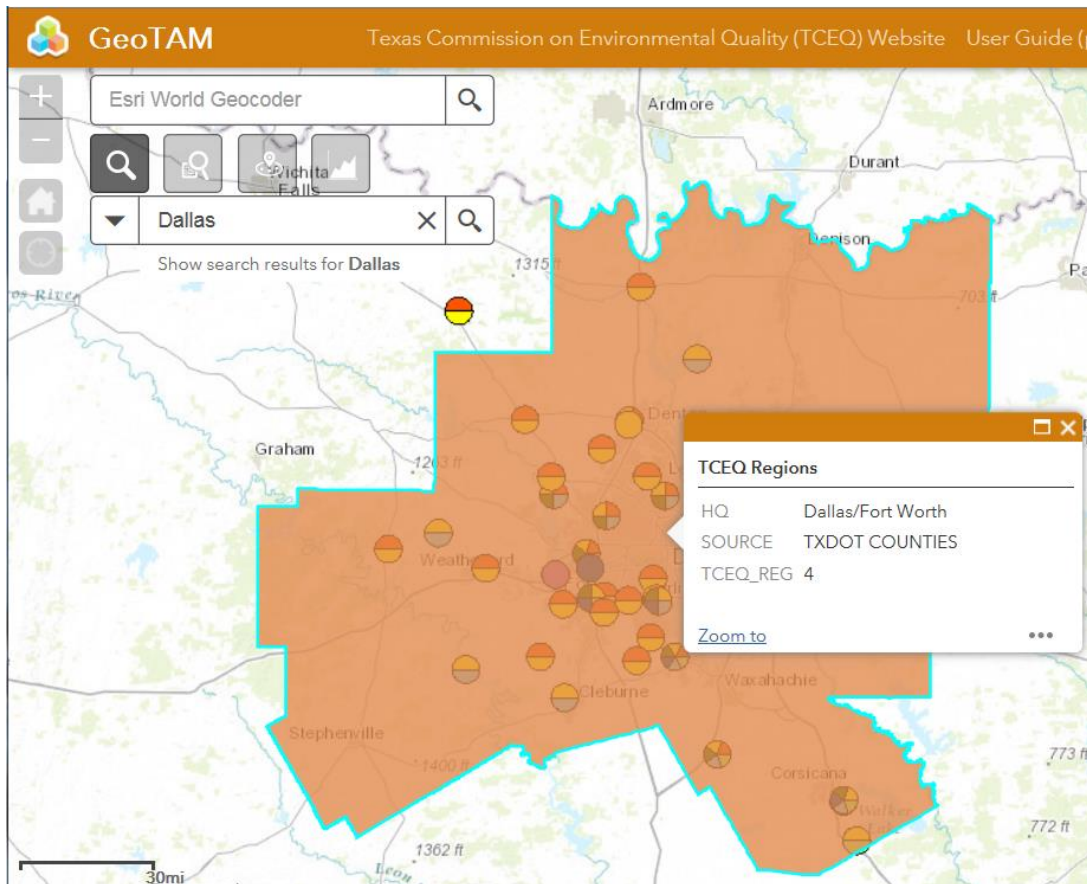 GeoTAM
Texas Commission on Environmental Quality (TCEQ) Website User Guide (
Esri World Geocoder
Ardmore
Durant
Wichita
Falls
Dallas
Show search results for Dallas
Denison
1315 ft
703 ft
os River
Graham
1263 ft
TCEQ Regions
HQ Dallas/Fort Worth
SOURCE TXDOT COUNTIES
TCEQ_REG 4
Zoom to
Cleburne
Waxahachie
Stephenville
1400 ft
Corsicana
773 ft
772 ft
Leon
1362 ft
30mi